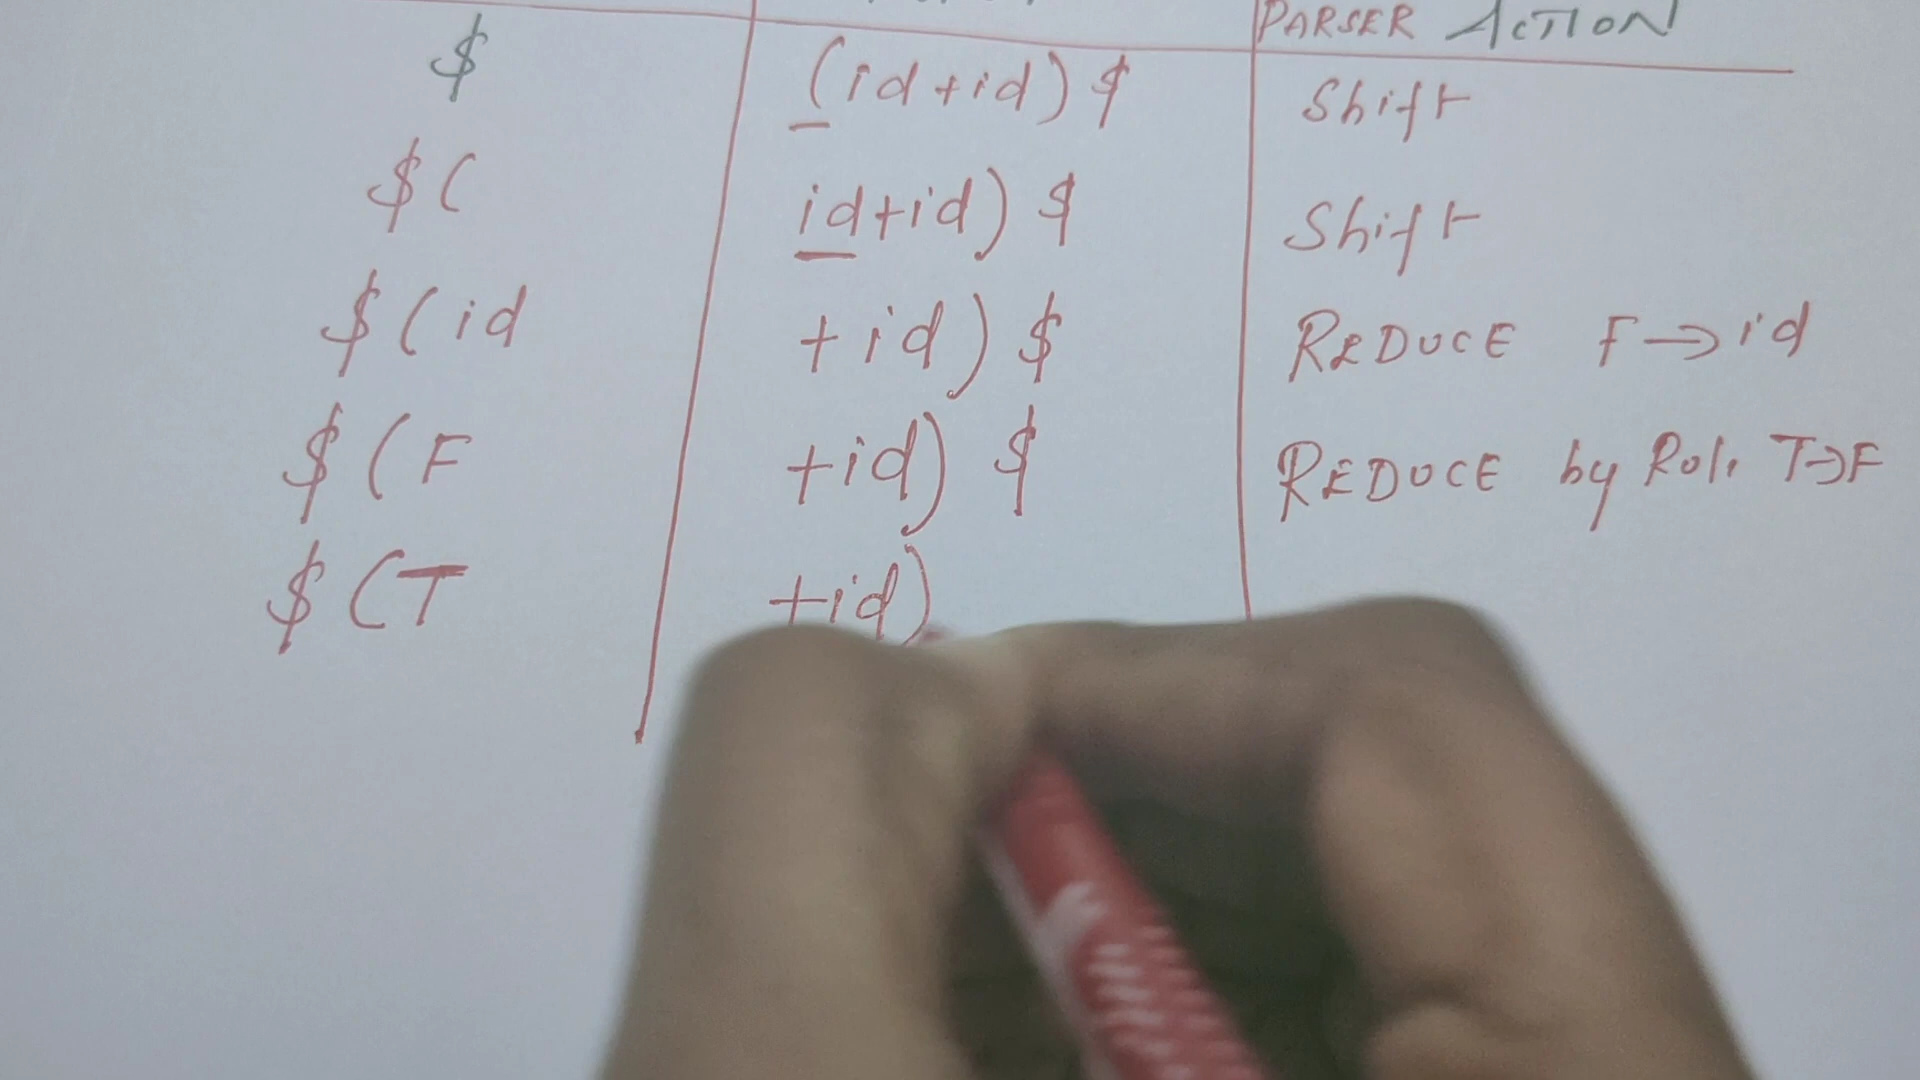 PARSER ACTION
$ (id+id) $ Shift
$( id+id) $ Shift
$(id +id) $ REDUCE F→id
$(F +id) $ REDUCE by Rule T→F
$(T +id)